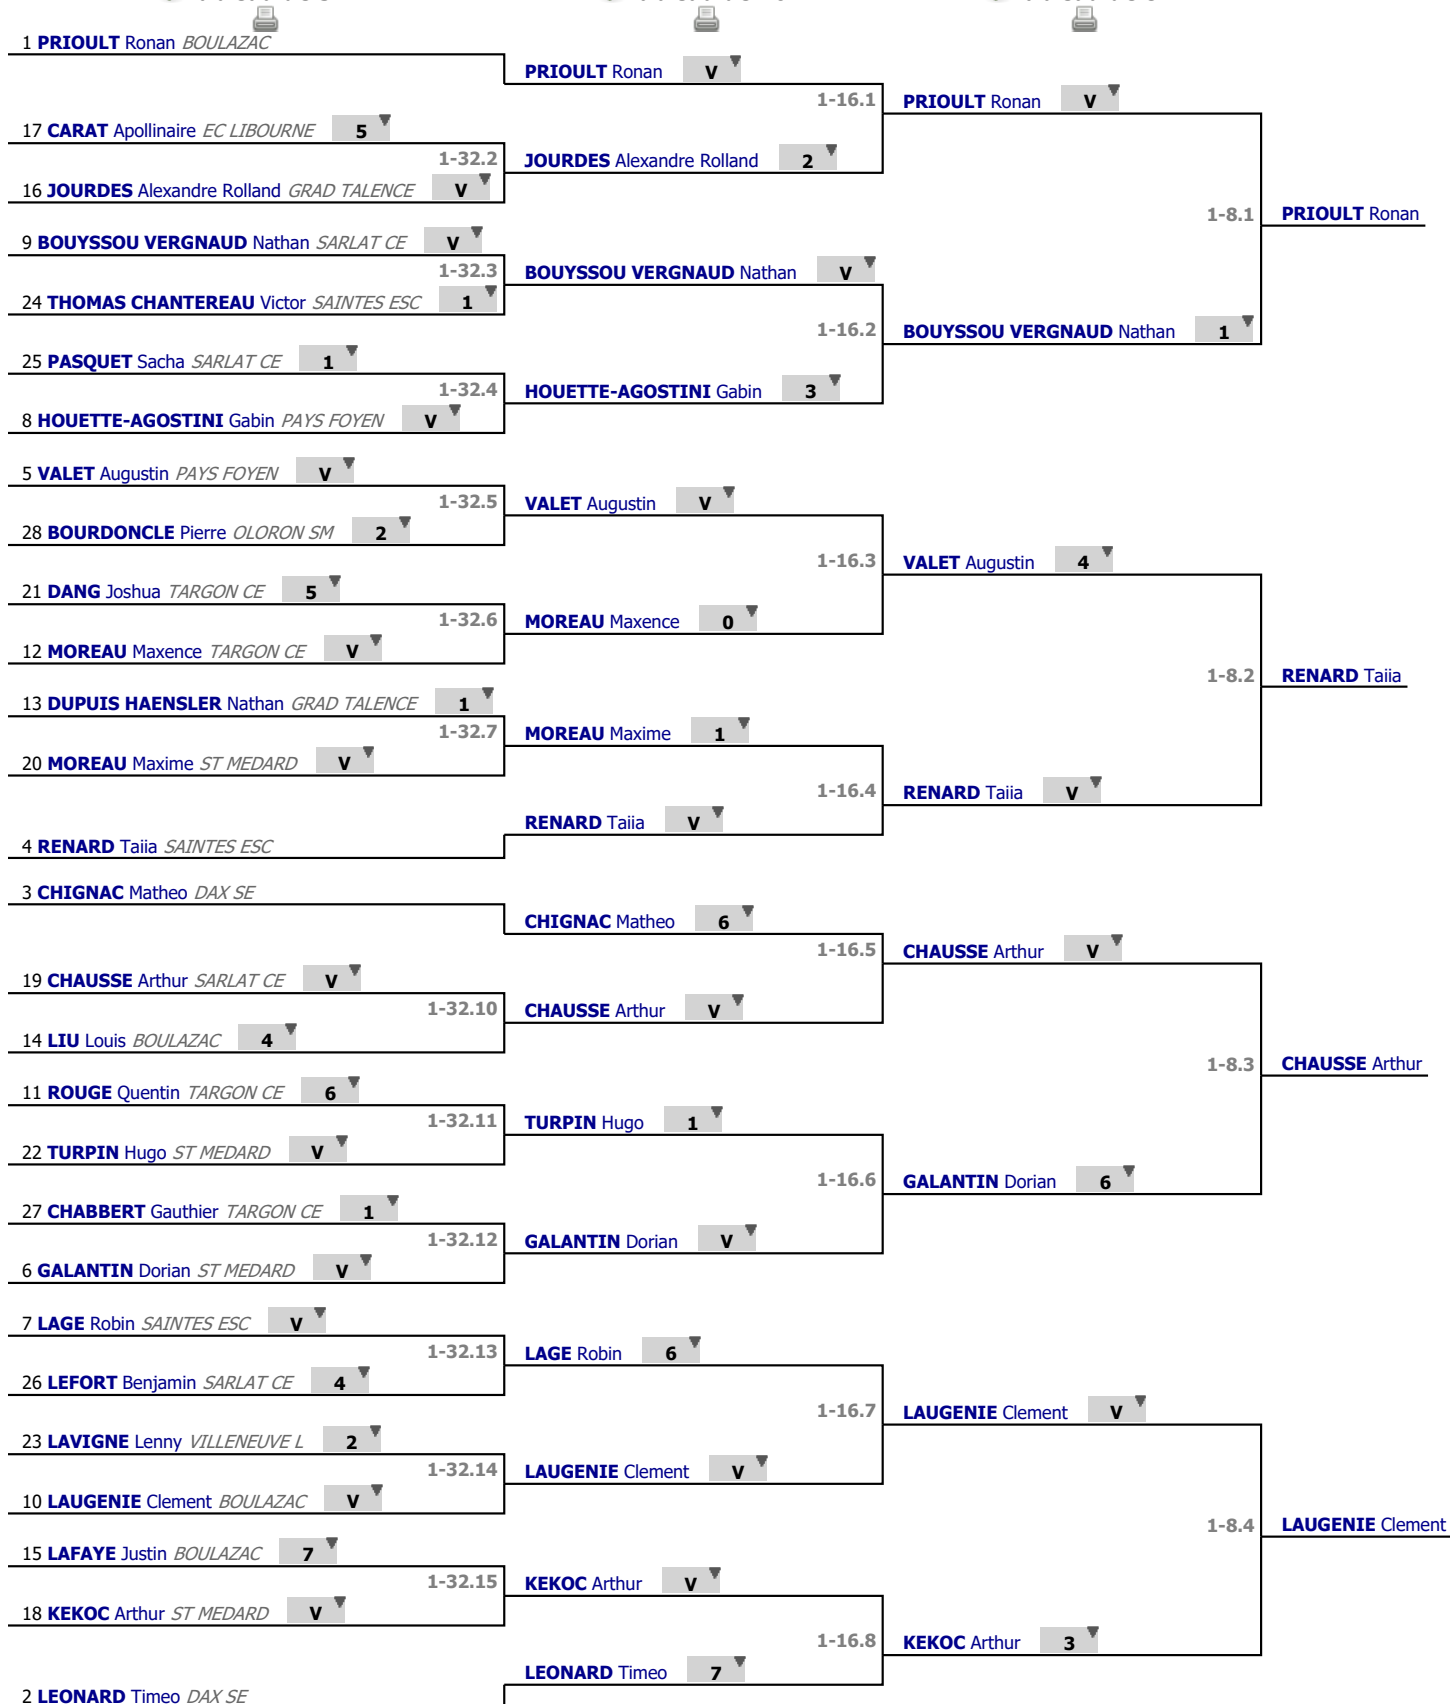 1 PRIOULT Ronan BOULAZAC
PRIOULT Ronan V
1-16.1
PRIOULT Ronan V
17 CARAT Apollinaire EC LIBOURNE 5
1-32.2
JOURDES Alexandre Rolland 2
16 JOURDES Alexandre Rolland GRAD TALENCE V
1-8.1
PRIOULT Ronan
9 BOUYSSOU VERGNAUD Nathan SARLAT CE V
1-32.3
BOUYSSOU VERGNAUD Nathan V
24 THOMAS CHANTEREAU Victor SAINTES ESC 1
1-16.2
BOUYSSOU VERGNAUD Nathan 1
25 PASQUET Sacha SARLAT CE 1
1-32.4
HOUETTE-AGOSTINI Gabin 3
8 HOUETTE-AGOSTINI Gabin PAYS FOYEN V
5 VALET Augustin PAYS FOYEN V
1-32.5
VALET Augustin V
28 BOURDONCLE Pierre OLORON SM 2
1-16.3
VALET Augustin 4
21 DANG Joshua TARGON CE 5
1-32.6
MOREAU Maxence 0
12 MOREAU Maxence TARGON CE V
1-8.2
RENARD Taiia
13 DUPUIS HAENSLER Nathan GRAD TALENCE 1
1-32.7
MOREAU Maxime 1
20 MOREAU Maxime ST MEDARD V
1-16.4
RENARD Taiia V
RENARD Taiia V
4 RENARD Taiia SAINTES ESC
3 CHIGNAC Matheo DAX SE
CHIGNAC Matheo 6
1-16.5
CHAUSSE Arthur V
19 CHAUSSE Arthur SARLAT CE V
1-32.10
CHAUSSE Arthur V
14 LIU Louis BOULAZAC 4
1-8.3
CHAUSSE Arthur
11 ROUGE Quentin TARGON CE 6
1-32.11
TURPIN Hugo 1
22 TURPIN Hugo ST MEDARD V
1-16.6
GALANTIN Dorian 6
27 CHABBERT Gauthier TARGON CE 1
1-32.12
GALANTIN Dorian V
6 GALANTIN Dorian ST MEDARD V
7 LAGE Robin SAINTES ESC V
1-32.13
LAGE Robin 6
26 LEFORT Benjamin SARLAT CE 4
1-16.7
LAUGENIE Clement V
23 LAVIGNE Lenny VILLENEUVE L 2
1-32.14
LAUGENIE Clement V
10 LAUGENIE Clement BOULAZAC V
1-8.4
LAUGENIE Clement
15 LAFAYE Justin BOULAZAC 7
1-32.15
KEKOC Arthur V
18 KEKOC Arthur ST MEDARD V
1-16.8
KEKOC Arthur 3
LEONARD Timeo 7
2 LEONARD Timeo DAX SE